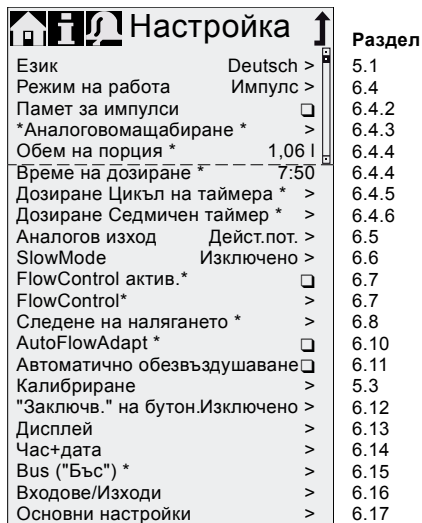 Настройка
Раздел
Език Deutsch > 5.1
Режим на работа Импулс > 6.4
Памет за импулси ❑ 6.4.2
*Аналоговомащабиране * > 6.4.3
Обем на порция * 1,06 l 6.4.4
Време на дозиране * 7:50 6.4.4
Дозиране Цикъл на таймера * > 6.4.5
Дозиране Седмичен таймер * > 6.4.6
Аналогов изход Дейст.пот. > 6.5
SlowMode Изключено > 6.6
FlowControl актив.* ❑ 6.7
FlowControl* > 6.7
Следене на налягането * > 6.8
AutoFlowAdapt * ❑ 6.10
Автоматично обезвъздушаване ❑ 6.11
Калибриране > 5.3
"Заключв." на бутон.Изключено > 6.12
Дисплей > 6.13
Час+дата > 6.14
Bus ("Бъс") * > 6.15
Входове/Изходи > 6.16
Основни настройки > 6.17